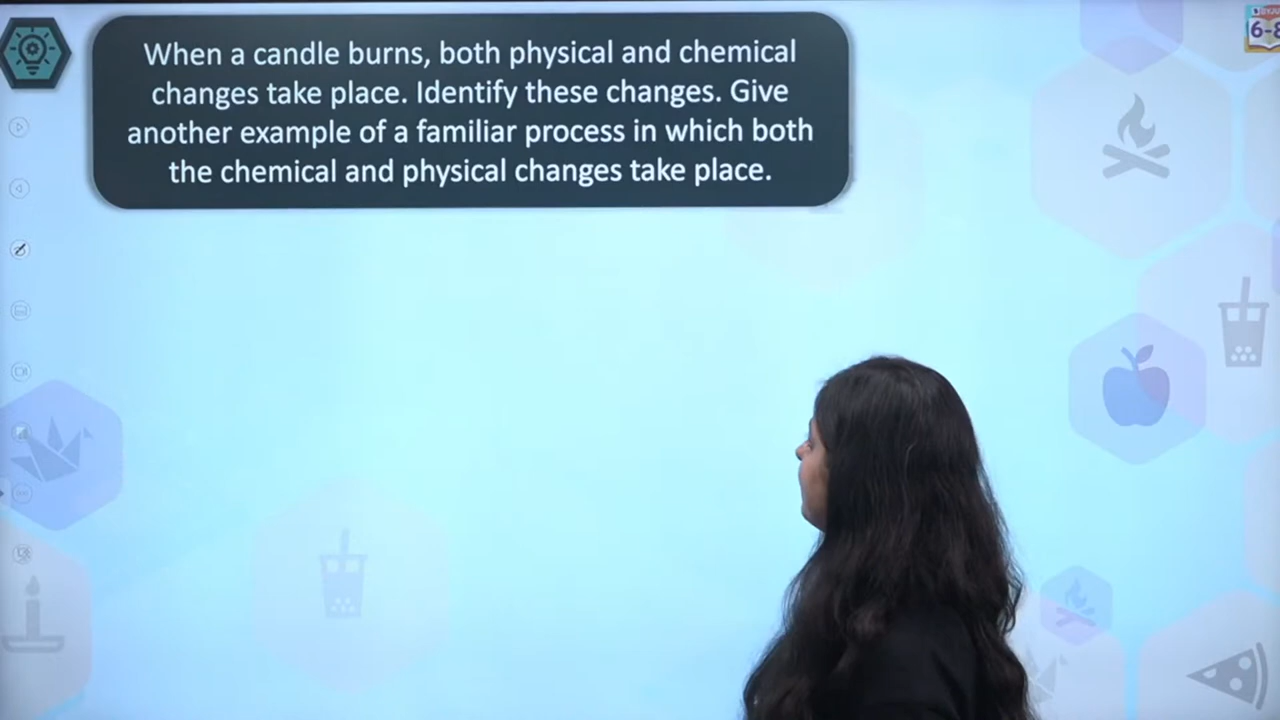 When a candle burns, both physical and chemical
changes take place. Identify these changes. Give
another example of a familiar process in which both
the chemical and physical changes take place.
6-8